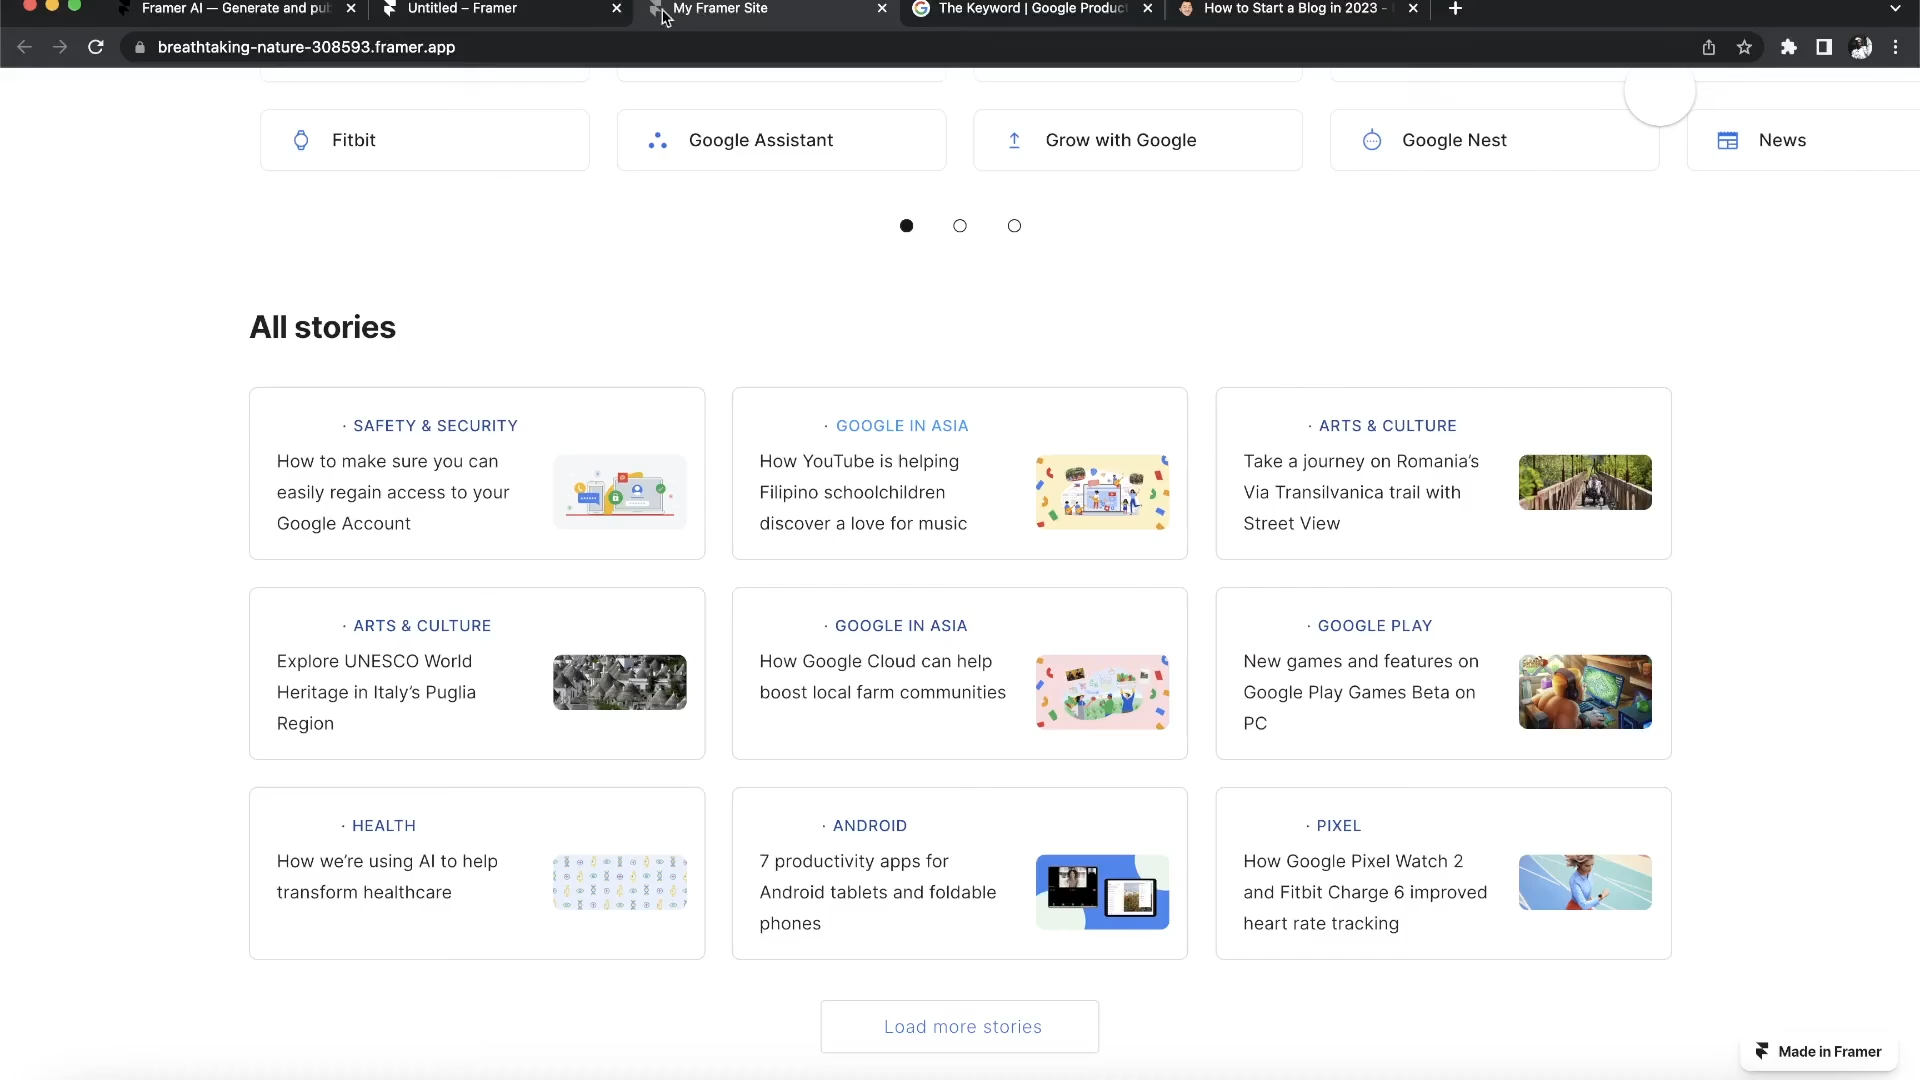 Framer AI — Generate and pub
Untitled – Framer
My Framer Site
The Keyword | Google Product
How to Start a Blog in 2023 -
breathtaking-nature-308593.framer.app
Fitbit
Google Assistant
Grow with Google
Google Nest
News
All stories
· SAFETY & SECURITY
How to make sure you can
easily regain access to your
Google Account
· GOOGLE IN ASIA
How YouTube is helping
Filipino schoolchildren
discover a love for music
· ARTS & CULTURE
Take a journey on Romania’s
Via Transilvanica trail with
Street View
· ARTS & CULTURE
Explore UNESCO World
Heritage in Italy’s Puglia
Region
· GOOGLE IN ASIA
How Google Cloud can help
boost local farm communities
· GOOGLE PLAY
New games and features on
Google Play Games Beta on
PC
· HEALTH
How we’re using AI to help
transform healthcare
· ANDROID
7 productivity apps for
Android tablets and foldable
phones
· PIXEL
How Google Pixel Watch 2
and Fitbit Charge 6 improved
heart rate tracking
Load more stories
Made in Framer